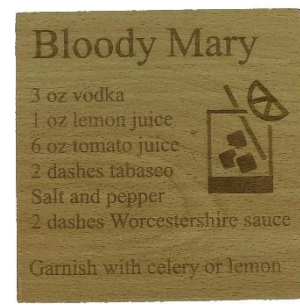 Bloody Mary
3 oz vodka
1 oz lemon juice
6 oz tomato juice
2 dashes tabasco
Salt and pepper
2 dashes Worcestershire sauce
Garnish with celery or lemon